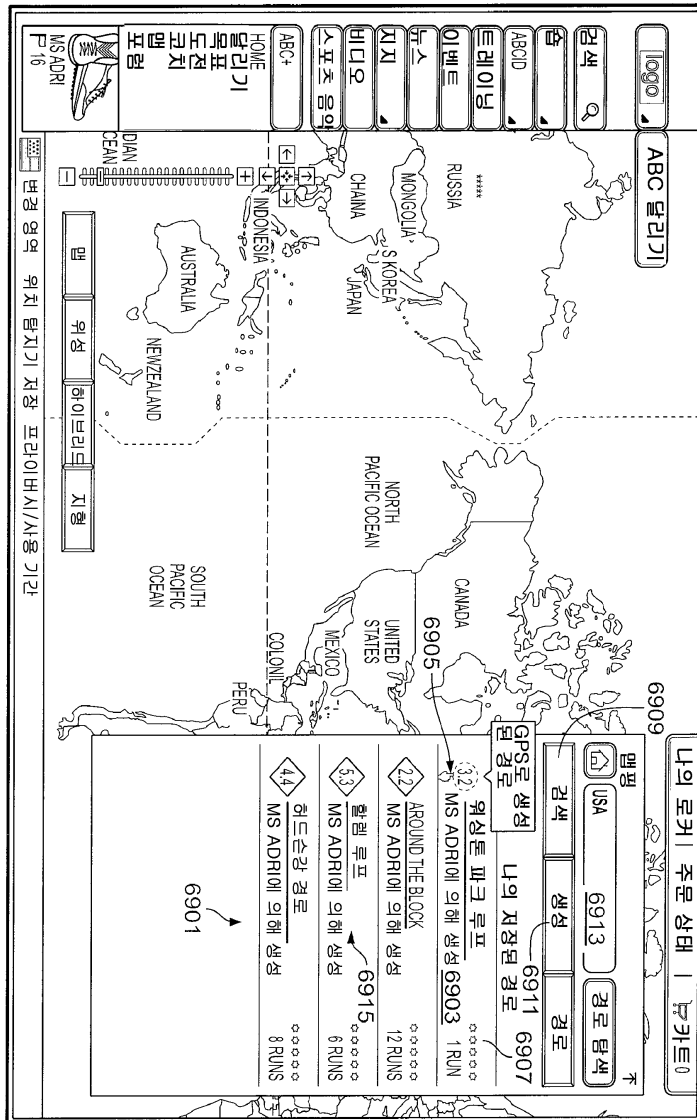 logo
ABC 달리기
나의 로커 | 주문 상태 | 카트 0
검색
숍
ABCID
트레이닝
이벤트
뉴스
지지
비디오
스포츠 음악
ABC+
HOME
달리기
목표
도전
코치
맵
포럼
MS ADRI
P 16
RUSSIA
MONGOLIA
CHAINA
S KOREA
JAPAN
INDONESIA
DIAN
CEAN
AUSTRALIA
NEWZEALAND
NORTH
PACIFIC OCEAN
SOUTH
PACIFIC
OCEAN
CANADA
UNITED
STATES
MEXICO
COLONIL
PERU
6905
6909
맵핑
USA
6913
경로 탐색
검색
생성
경로
6911
나의 저장된 경로
GPS로 생성
된 경로
3.2
워싱톤 파크 루프
MS ADRI에 의해 생성 6903
1 RUN
6907
2.2
AROUND THE BLOCK
MS ADRI에 의해 생성
12 RUNS
5.3
할렘 루프
MS ADRI에 의해 생성
6 RUNS
6915
4.4
허드슨강 경로
MS ADRI에 의해 생성
8 RUNS
6901
맵
위성
하이브리드
지형
변경 영역 위치 탐지기 저장 프라이버시/사용 기간